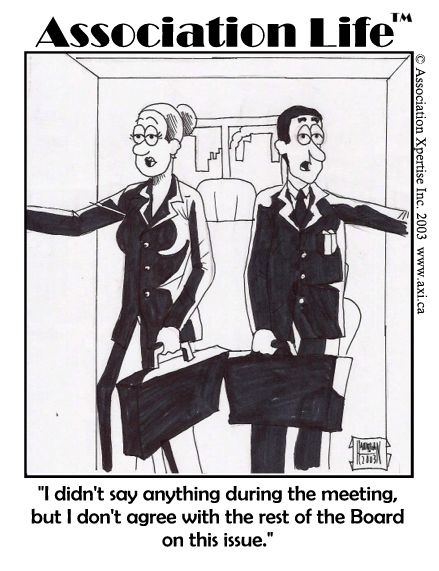 Association Life™
© Association Xpertise Inc. 2003 www.axi.ca
2003
"I didn't say anything during the meeting,
but I don't agree with the rest of the Board
on this issue."